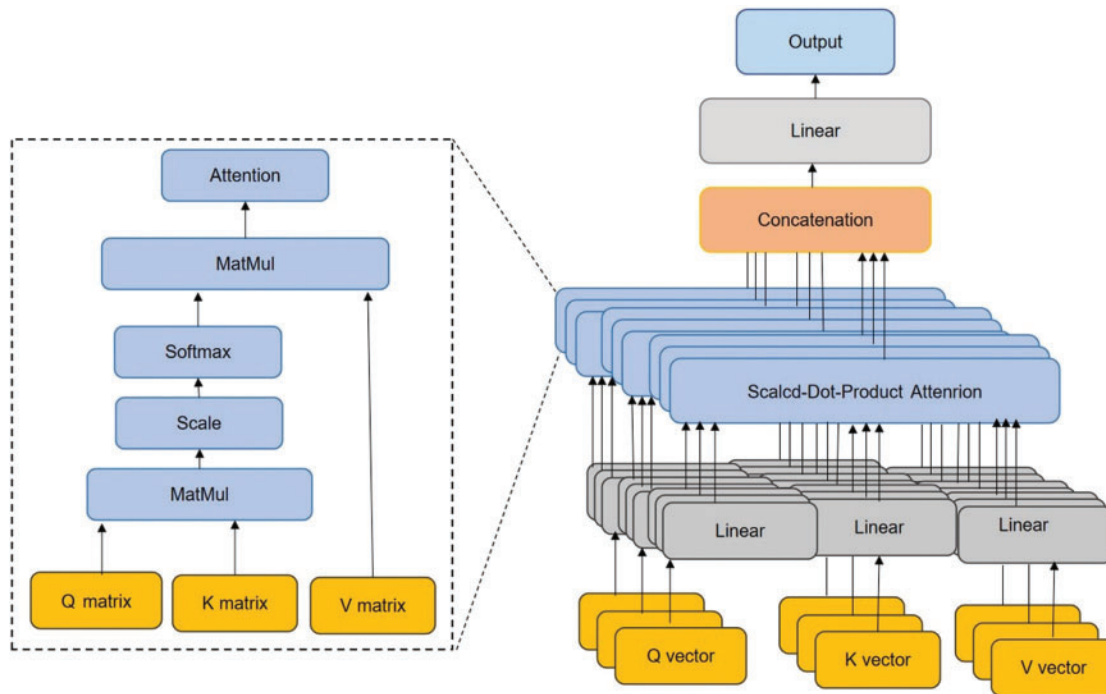 Output
Linear
Concatenation
Scalcd-Dot-Product Attenrion
Linear
Linear
Linear
Q vector
K vector
V vector
Attention
MatMul
Softmax
Scale
MatMul
Q matrix
K matrix
V matrix